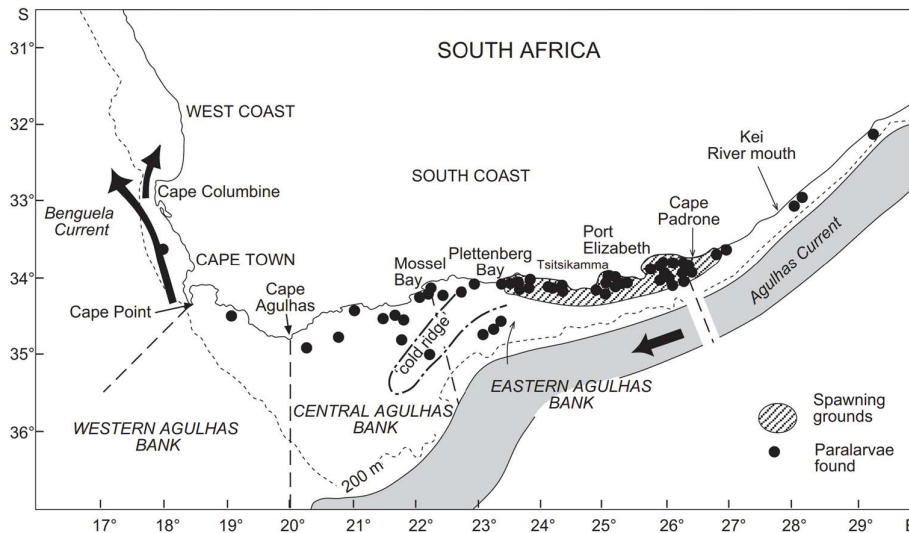 S
SOUTH AFRICA
31°
WEST COAST
32°
Kei
River mouth
SOUTH COAST
Cape Columbine
33°
Benguela
Current
Cape
Padrone
Port
Elizabeth
CAPE TOWN
Plettenberg
Bay
Tsitsikamma
Mossel
Bay
34°
Cape
Agulhas
Cape Point
Agulhas Current
cold ridge
35°
EASTERN AGULHAS
BANK
CENTRAL AGULHAS
BANK
WESTERN AGULHAS
BANK
36°
Spawning
grounds
Paralarvae
found
200 m
17° 18° 19° 20° 21° 22° 23° 24° 25° 26° 27° 28° 29° E